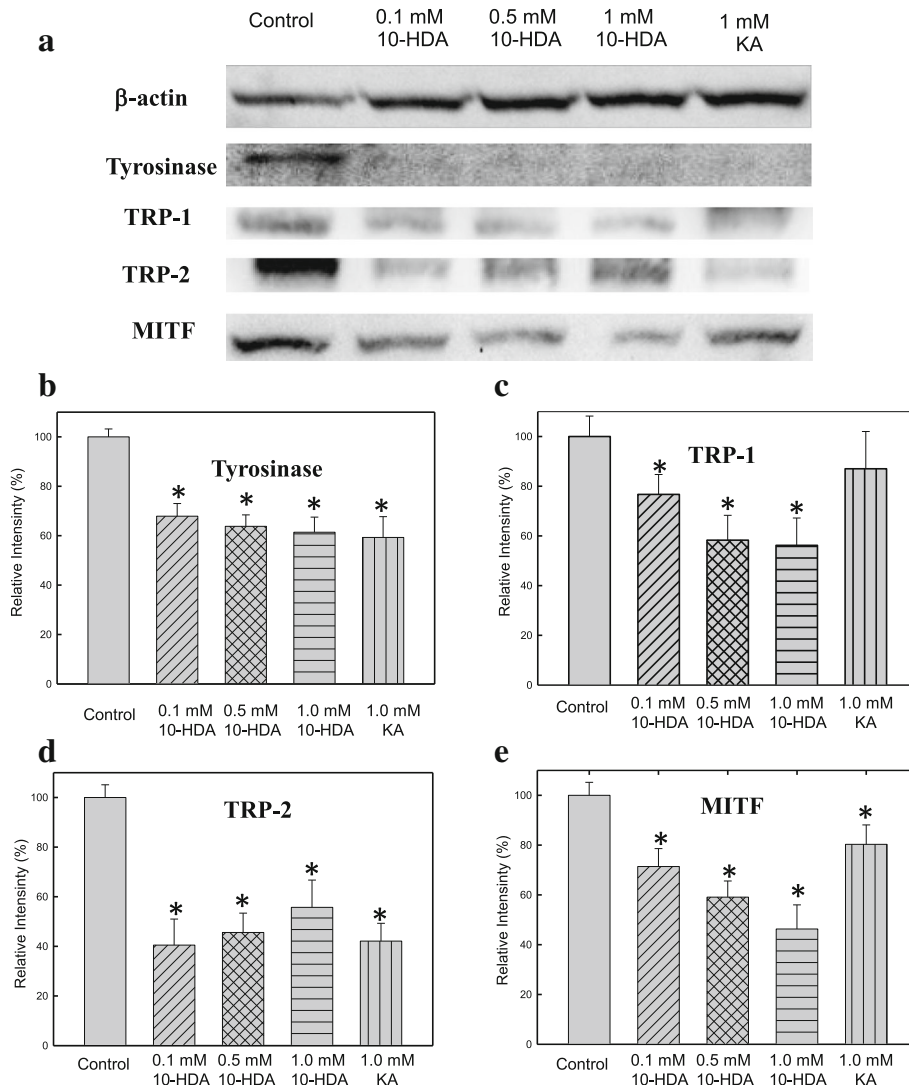 a
Control
0.1 mM 10-HDA
0.5 mM 10-HDA
1 mM 10-HDA
1 mM KA
β-actin
Tyrosinase
TRP-1
TRP-2
MITF
b
Relative Intensinty (%)
100
80
60
40
20
0
Tyrosinase
* * * *
Control
0.1 mM 10-HDA
0.5 mM 10-HDA
1.0 mM 10-HDA
1.0 mM KA
c
Relative Intensinty (%)
100
80
60
40
20
0
TRP-1
* * *
Control
0.1 mM 10-HDA
0.5 mM 10-HDA
1.0 mM 10-HDA
1.0 mM KA
d
Relative Intensinty (%)
100
80
60
40
20
0
TRP-2
* * * *
Control
0.1 mM 10-HDA
0.5 mM 10-HDA
1.0 mM 10-HDA
1.0 mM KA
e
Relative Intensinty (%)
100
80
60
40
20
0
MITF
* * * *
Control
0.1 mM 10-HDA
0.5 mM 10-HDA
1.0 mM 10-HDA
1.0 mM KA